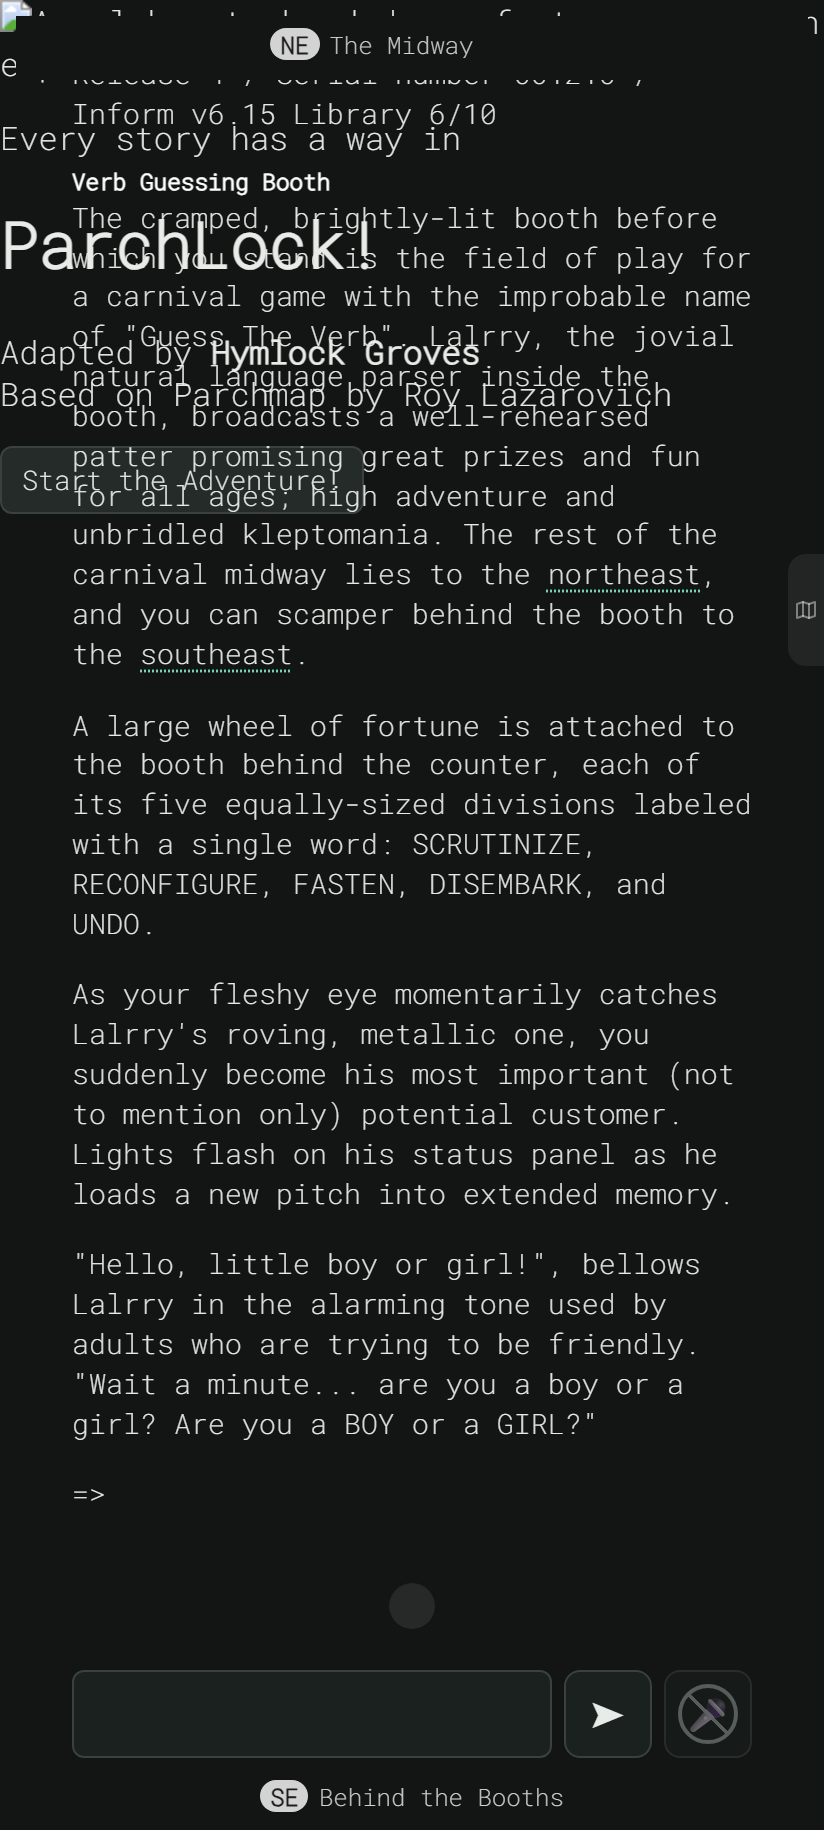 NE The Midway
Inform v6.15 Library 6/10
Every story has a way in
Verb Guessing Booth
The cramped, brightly-lit booth before
ParchLock!
which you stand is the field of play for
a carnival game with the improbable name
of "Guess The Verb". Lalrry, the jovial
Adapted by Hymlock Groves
natural language parser inside the
Based on Parchmap by Roy Lazarovich
booth, broadcasts a well-rehearsed
patter promising great prizes and fun
Start the Adventure!
for all ages; high adventure and
unbridled kleptomania. The rest of the
carnival midway lies to the northeast,
and you can scamper behind the booth to
the southeast.
A large wheel of fortune is attached to
the booth behind the counter, each of
its five equally-sized divisions labeled
with a single word: SCRUTINIZE,
RECONFIGURE, FASTEN, DISEMBARK, and
UNDO.
As your fleshy eye momentarily catches
Lalrry's roving, metallic one, you
suddenly become his most important (not
to mention only) potential customer.
Lights flash on his status panel as he
loads a new pitch into extended memory.
"Hello, little boy or girl!", bellows
Lalrry in the alarming tone used by
adults who are trying to be friendly.
"Wait a minute... are you a boy or a
girl? Are you a BOY or a GIRL?"
=>
SE Behind the Booths